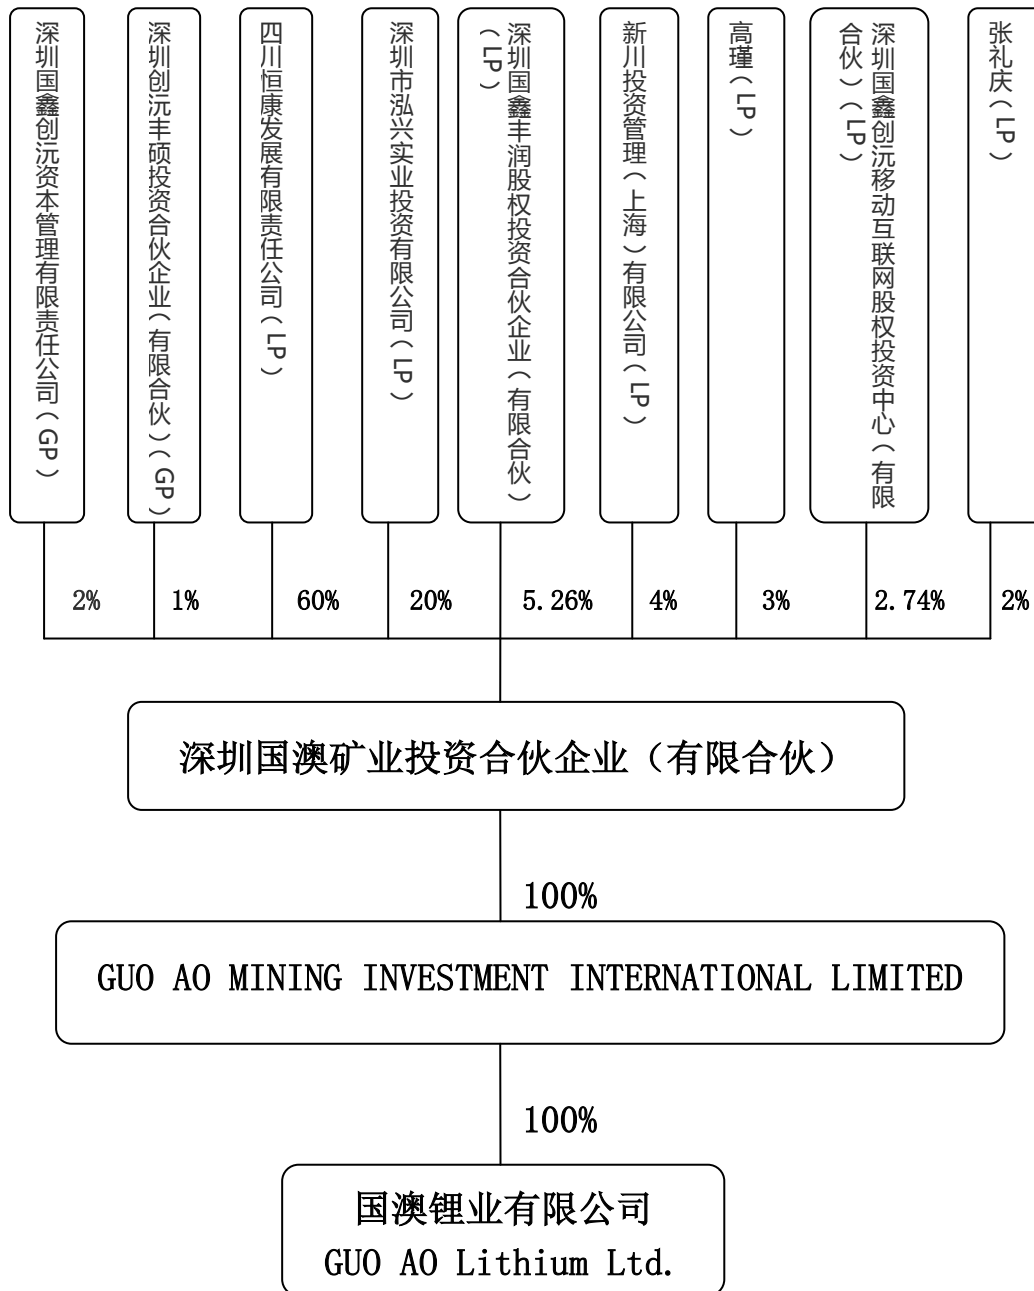 深圳国鑫创沅资本管理有限责任公司（GP）
深圳创沅丰硕投资合伙企业（有限合伙）（GP）
四川恒康发展有限责任公司（LP）
深圳市泓兴实业投资有限公司（LP）
深圳国鑫丰润股权投资合伙企业（有限合伙）
（LP）
新川投资管理（上海）有限公司（LP）
高瑾（LP）
深圳国鑫创沅移动互联网股权投资中心（有限
合伙）（LP）
张礼庆（LP）
2%
1%
60%
20%
5.26%
4%
3%
2.74%
2%
深圳国澳矿业投资合伙企业（有限合伙）
100%
GUO AO MINING INVESTMENT INTERNATIONAL LIMITED
100%
国澳锂业有限公司
GUO AO Lithium Ltd.